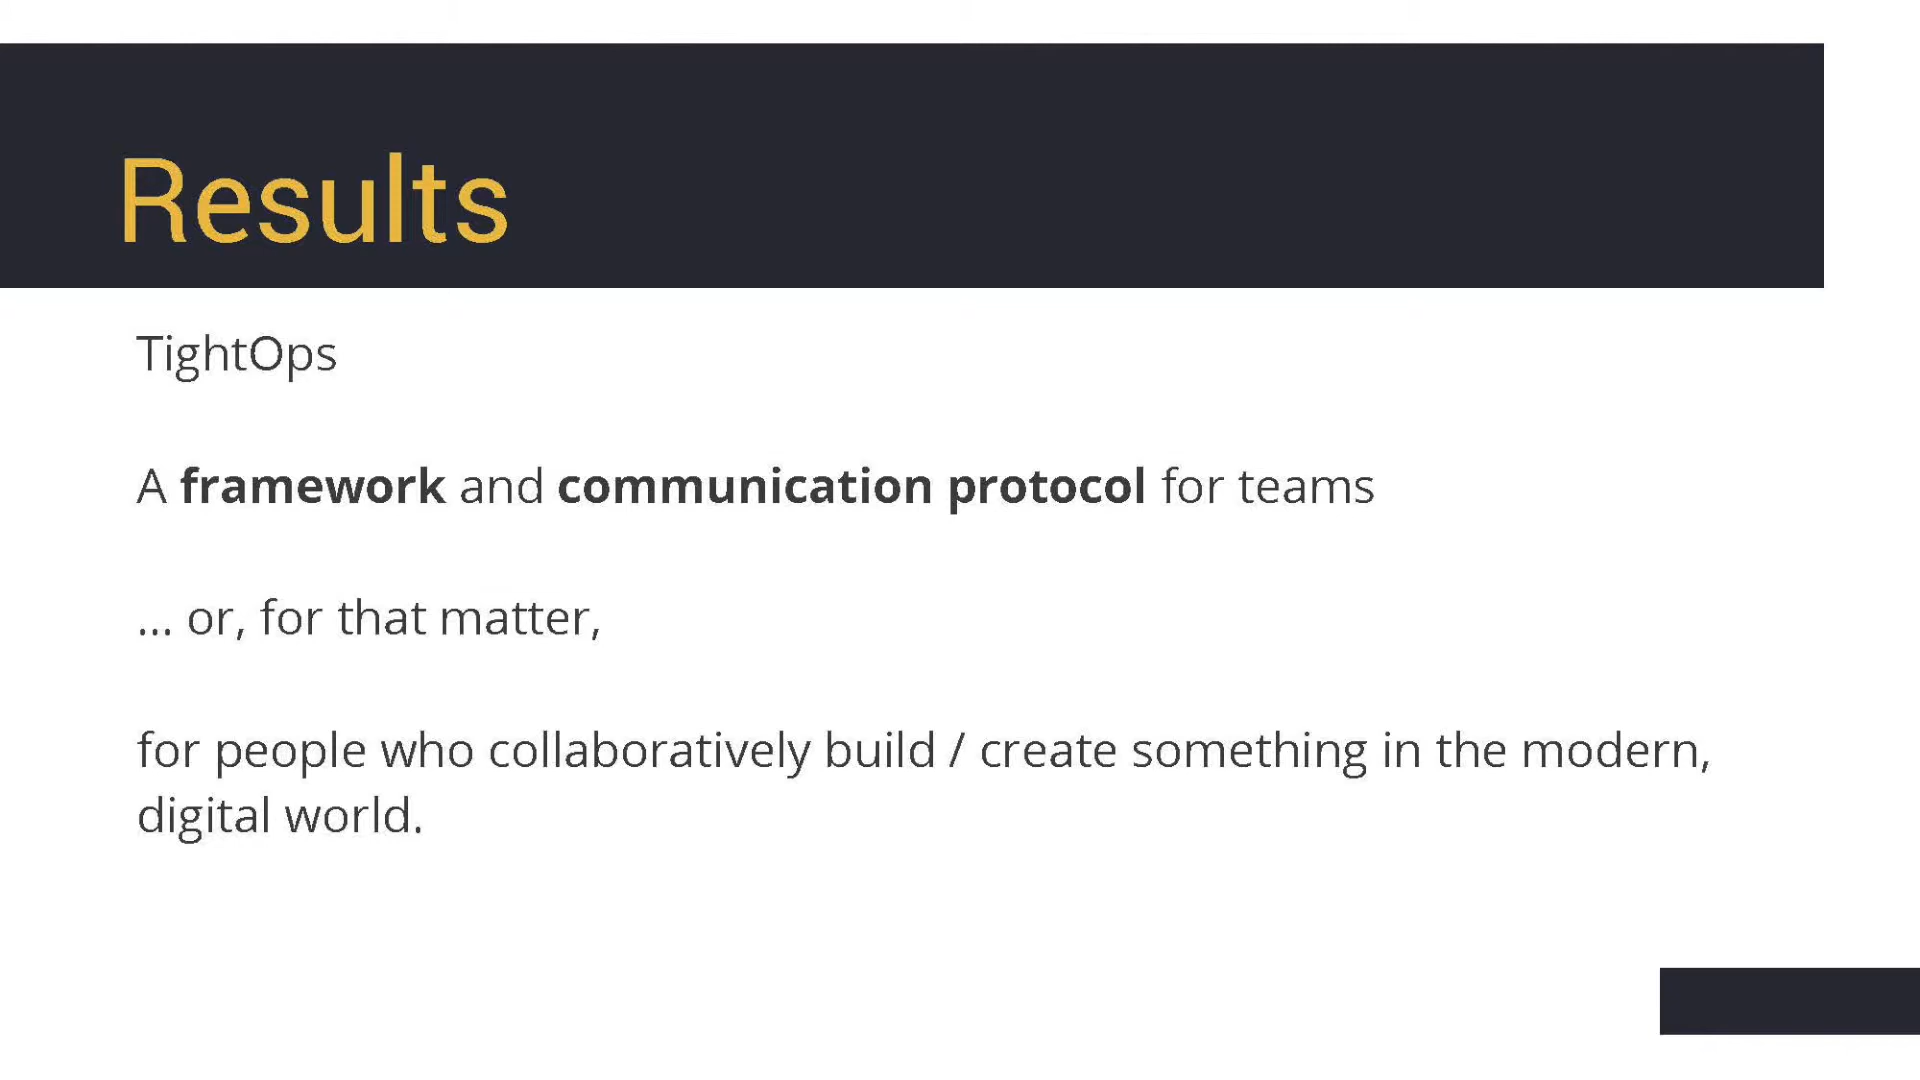 Results
TightOps
A framework and communication protocol for teams
... or, for that matter,
for people who collaboratively build / create something in the modern,
digital world.